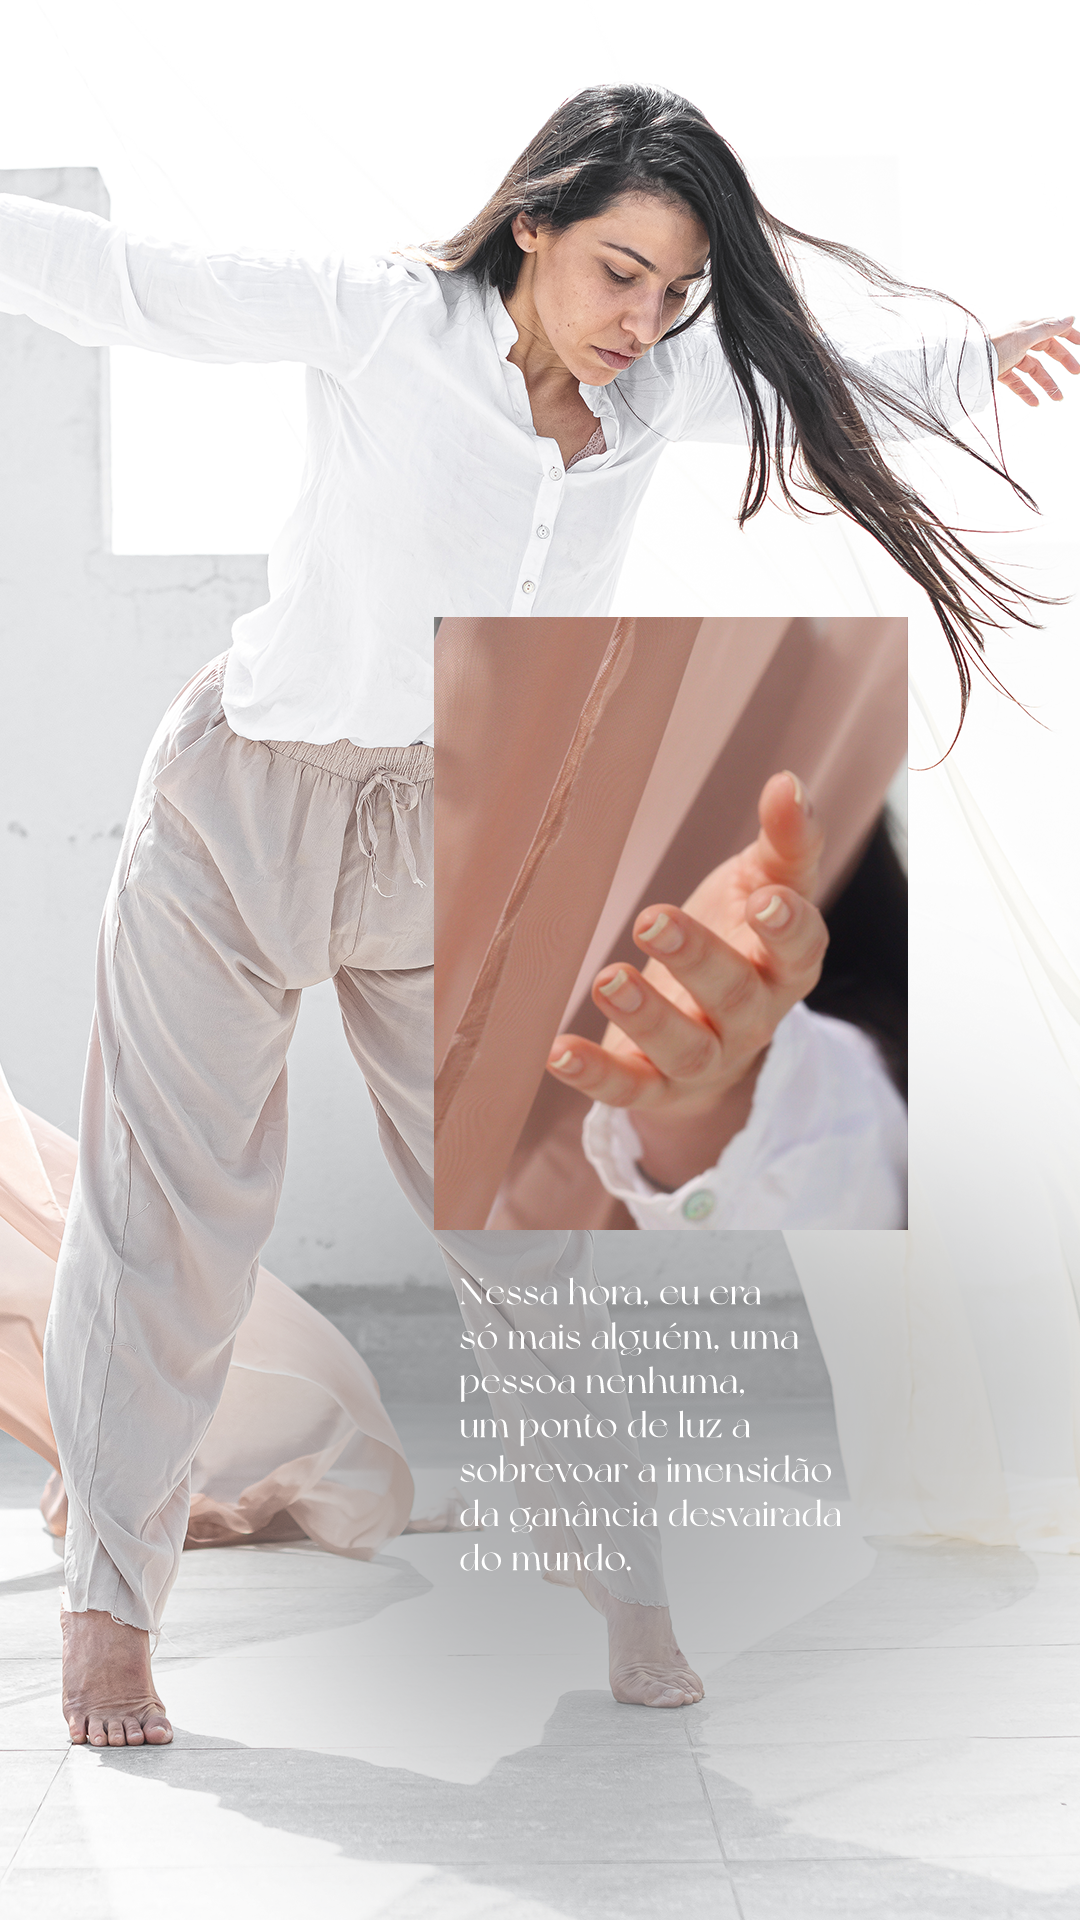 Nessa hora, eu era
só mais alguém, uma
pessoa nenhuma,
um ponto de luz a
sobrevoar a imensidão
da ganância desvairada
do mundo.